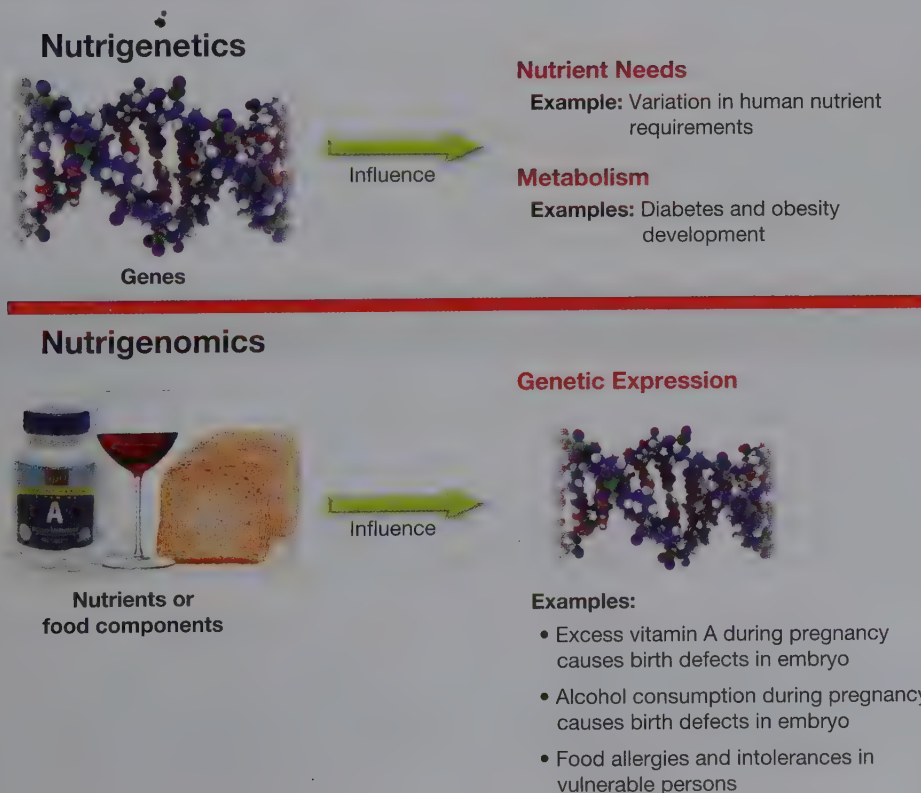 Nutrigenetics
Nutrient Needs
Example: Variation in human nutrient
requirements
Influence
Metabolism
Examples: Diabetes and obesity
development
Genes
Nutrigenomics
Genetic Expression
A
Influence
Nutrients or
food components
Examples:
• Excess vitamin A during pregnancy
causes birth defects in embryo
• Alcohol consumption during pregnancy
causes birth defects in embryo
• Food allergies and intolerances in
vulnerable persons